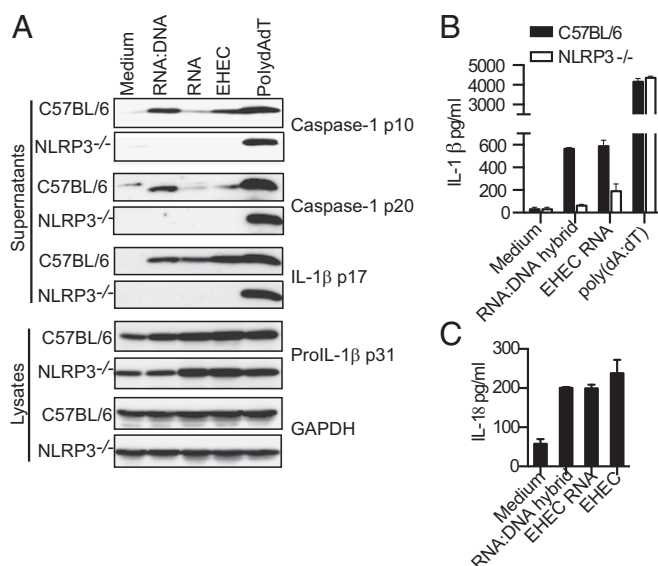 A
Medium
RNA:DNA
RNA
EHEC
PolydAdT
Supernatants
C57BL/6
Caspase-1 p10
NLRP3-/-
C57BL/6
Caspase-1 p20
NLRP3-/-
C57BL/6
IL-1β p17
NLRP3-/-
Lysates
C57BL/6
ProIL-1β p31
NLRP3-/-
C57BL/6
GAPDH
NLRP3-/-
B
C57BL/6
NLRP3-/-
IL-1 β pg/ml
5000
4000
3000
2000
600
400
200
0
Medium
RNA:DNA hybrid
EHEC RNA
poly(dA:dT)
C
IL-18 pg/ml
300
200
100
0
Medium
RNA:DNA hybrid
EHEC RNA
EHEC